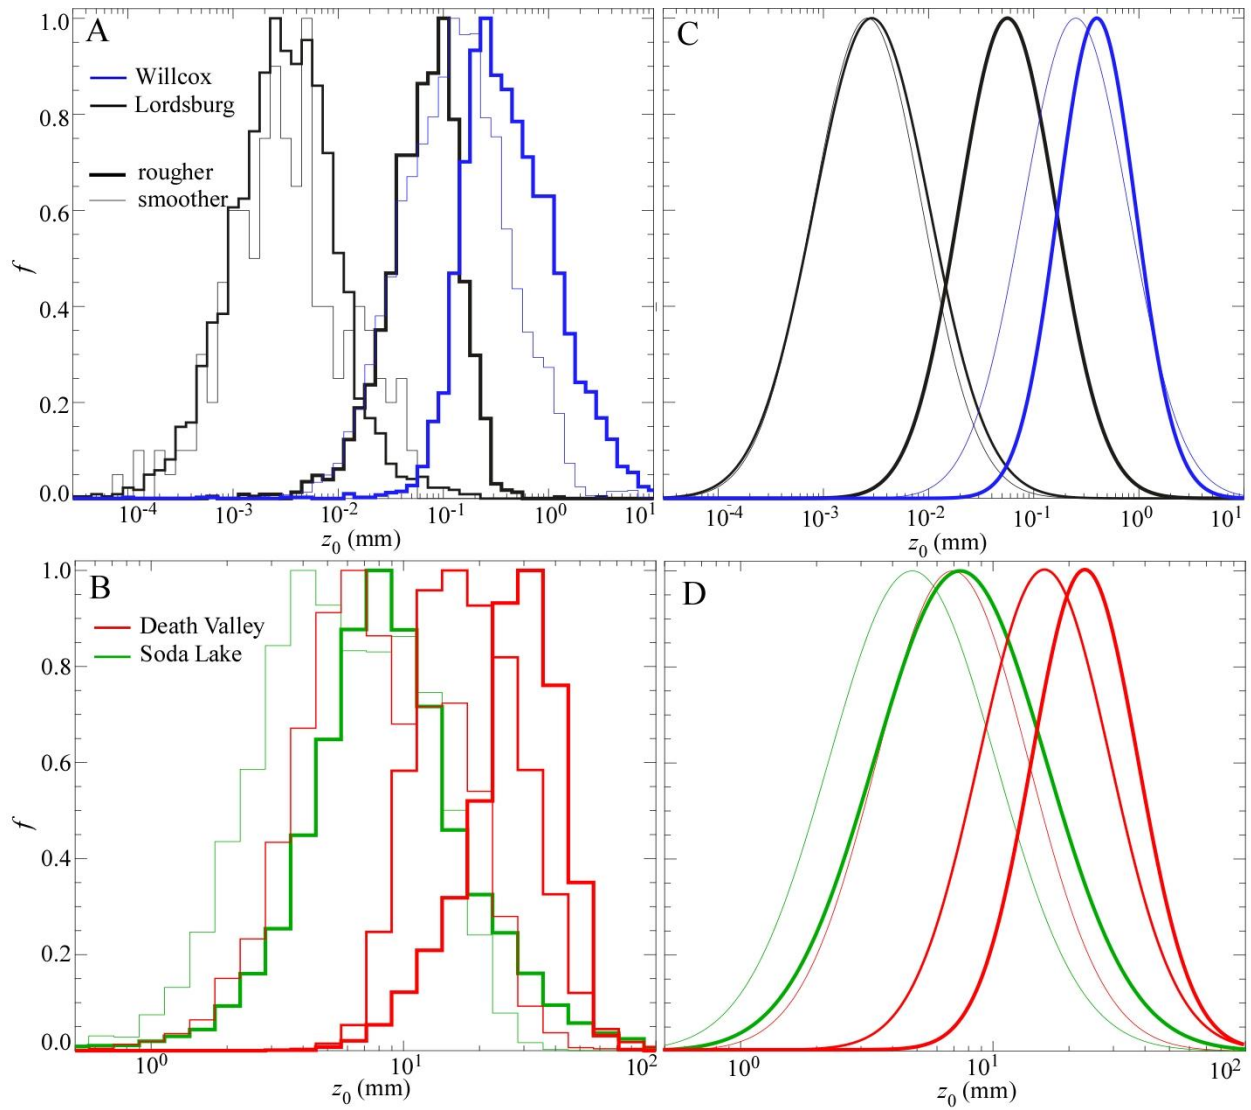 A
1.0
0.8
0.6
0.4
0.2
0.0
f
Willcox
Lordsburg
rougher
smoother
10-4
10-3
10-2
10-1
100
101
z0 (mm)
C
10-4
10-3
10-2
10-1
100
101
z0 (mm)
B
1.0
0.8
0.6
0.4
0.2
0.0
f
Death Valley
Soda Lake
100
101
102
z0 (mm)
D
100
101
102
z0 (mm)